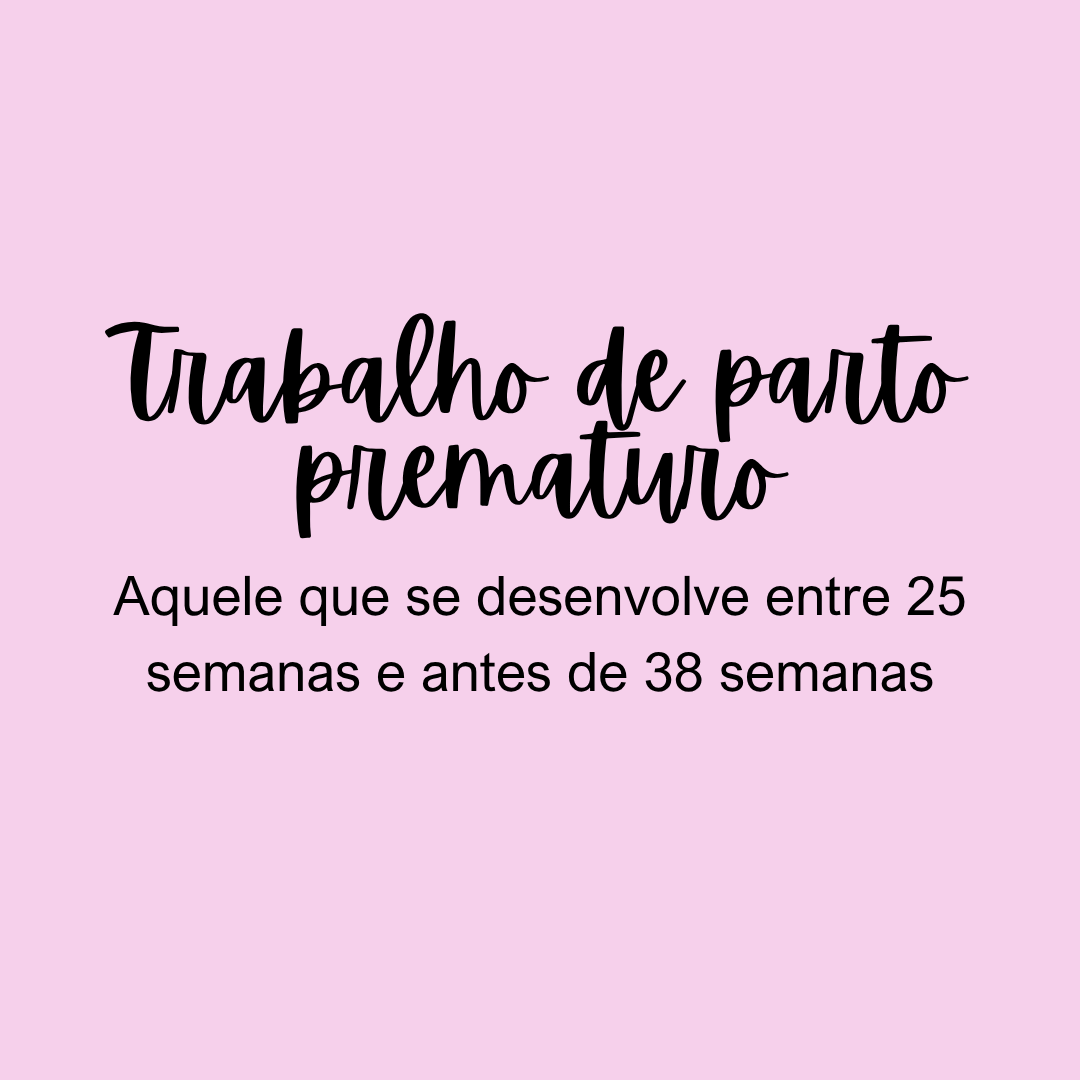 Trabalho de parto
prematuro
Aquele que se desenvolve entre 25
semanas e antes de 38 semanas